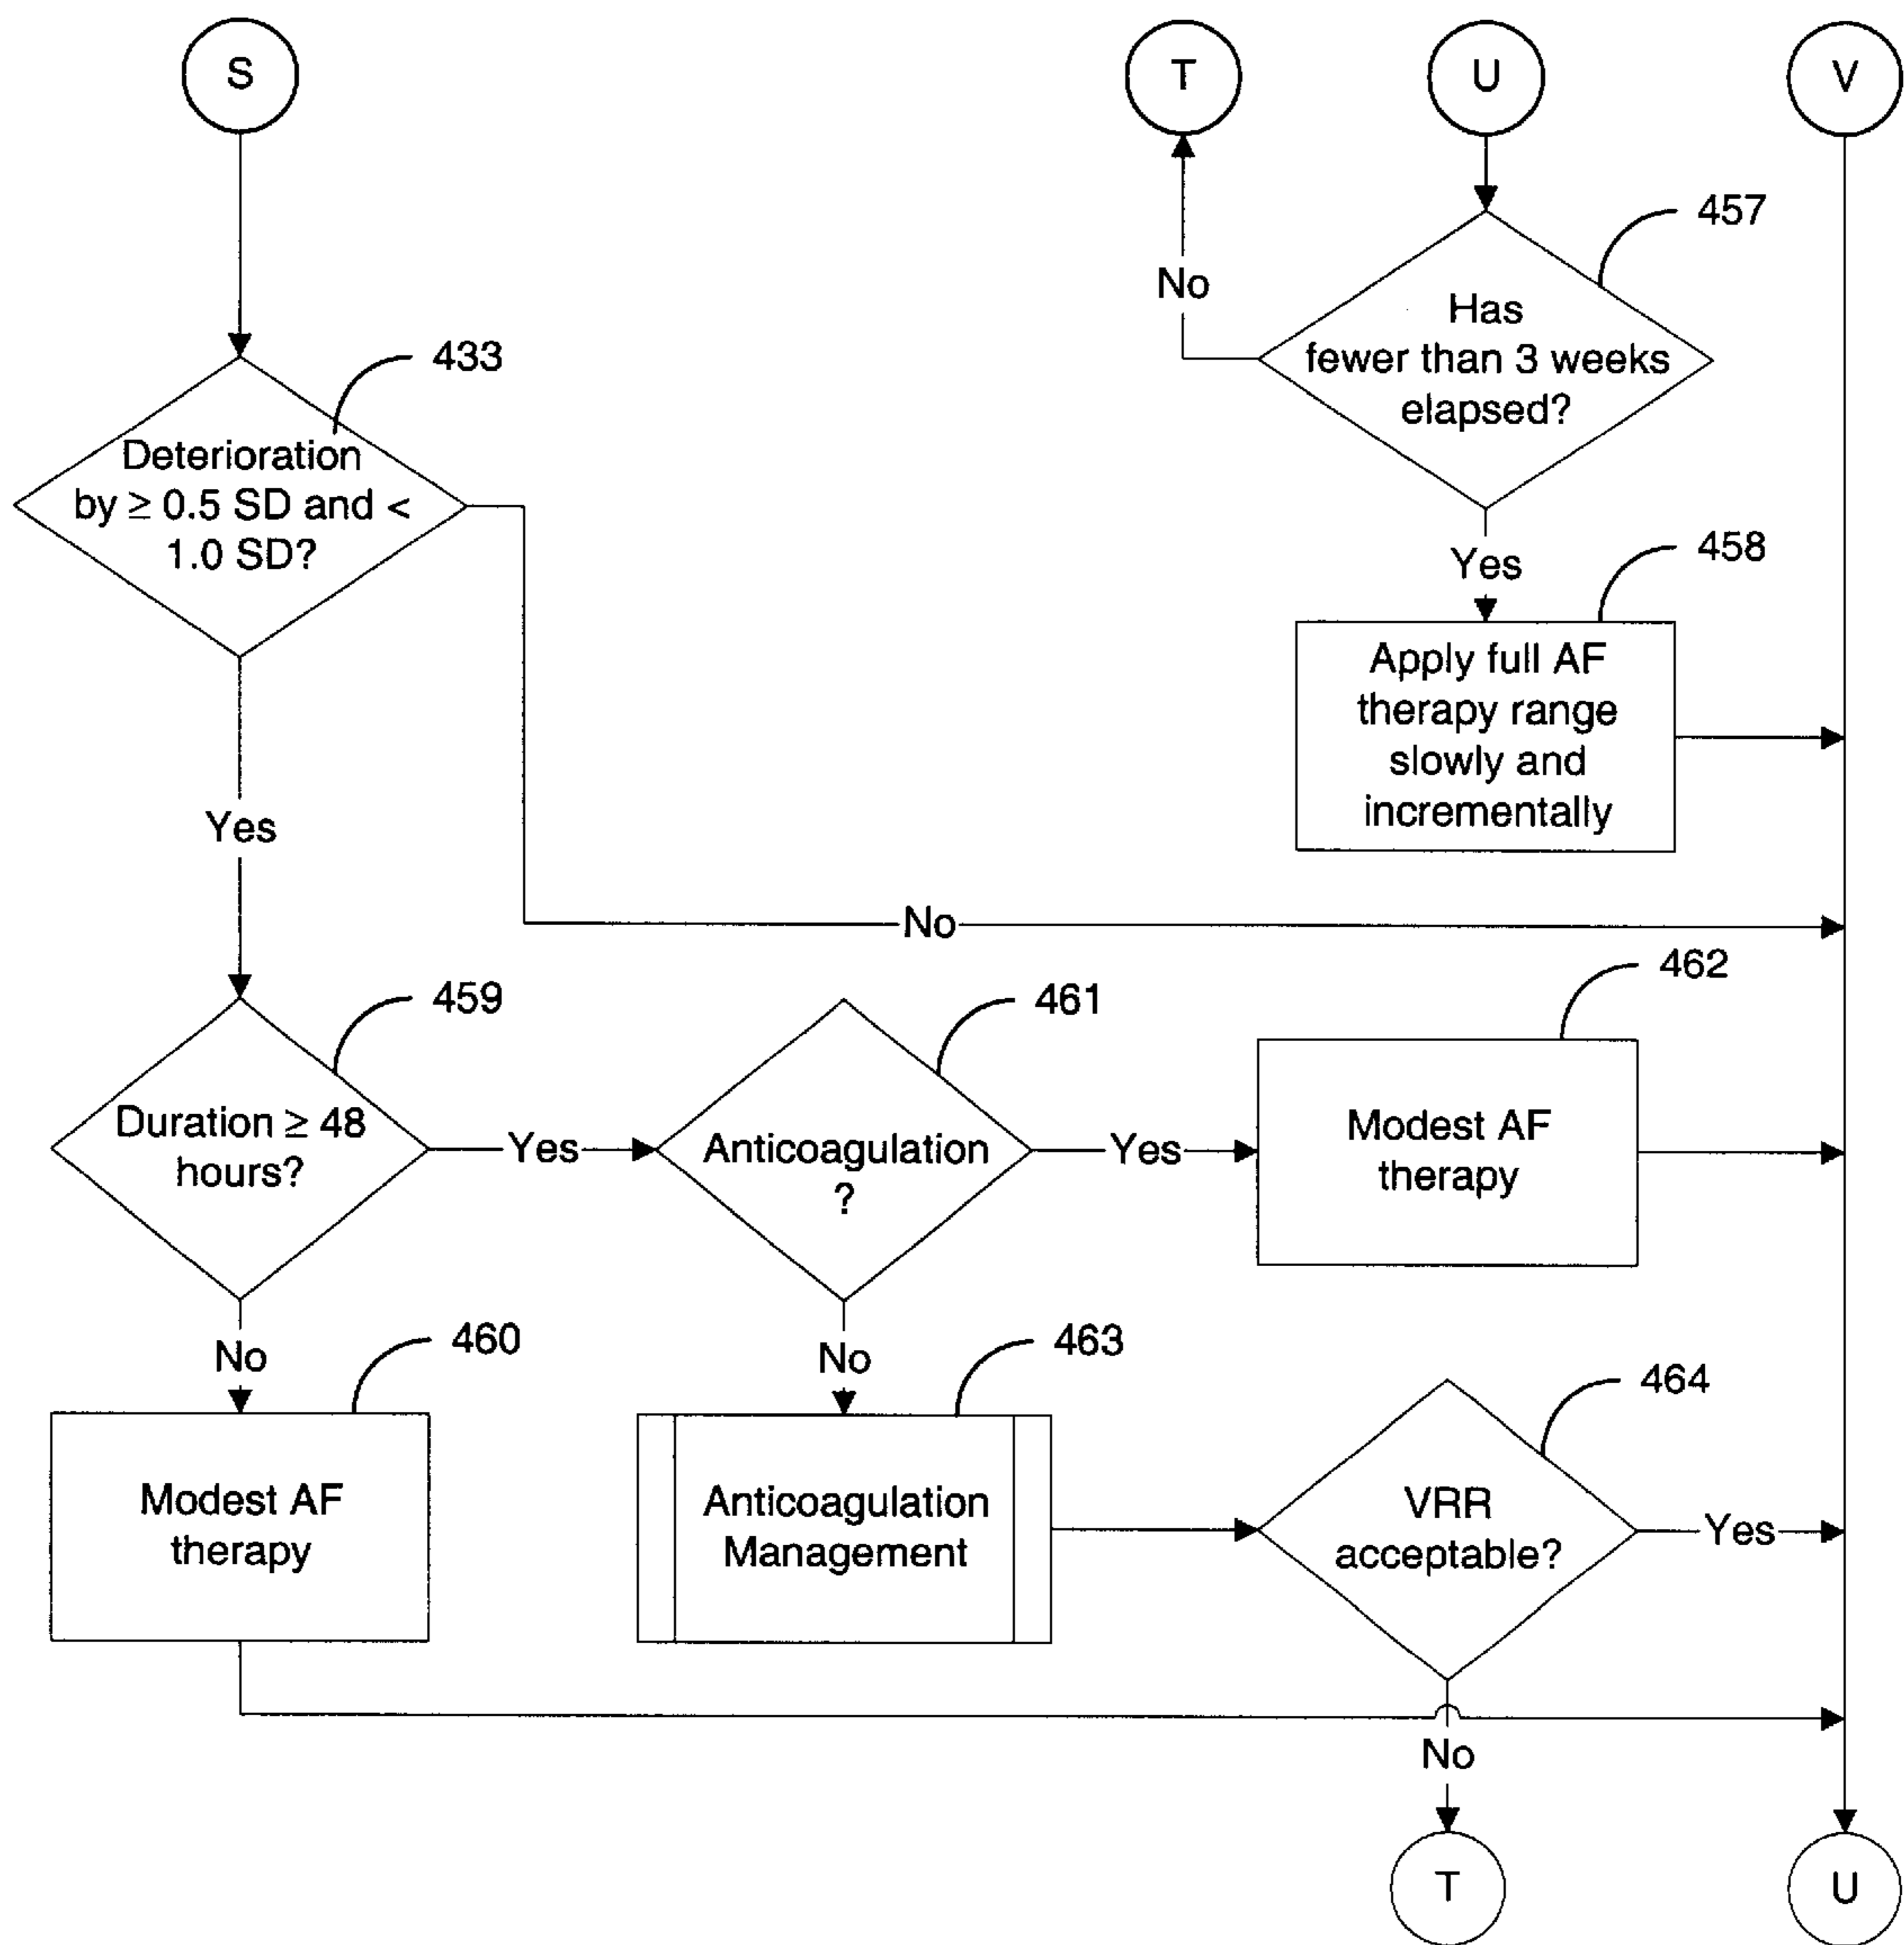 S
T
U
V
457
No
Has
fewer than 3 weeks
elapsed?
433
Deterioration
by ≥ 0.5 SD and <
1.0 SD?
Yes
458
Apply full AF
therapy range
slowly and
incrementally
Yes
No
462
459
461
Duration ≥ 48
hours?
Yes
Anticoagulation
?
Yes
Modest AF
therapy
No
460
No
463
464
Modest AF
therapy
Anticoagulation
Management
VRR
acceptable?
Yes
No
T
U